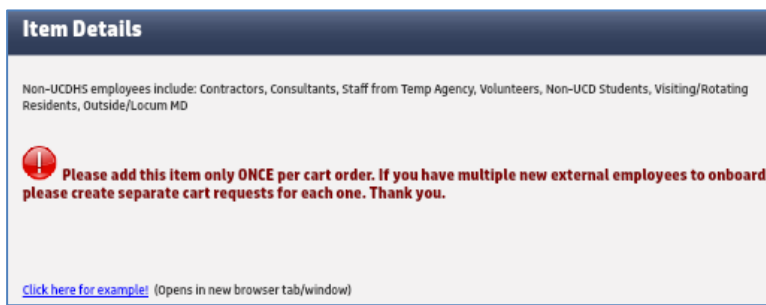 Item Details
Non-UCDHS employees include: Contractors, Consultants, Staff from Temp Agency, Volunteers, Non-UCD Students, Visiting/Rotating
Residents, Outside/Locum MD
Please add this item only ONCE per cart order. If you have multiple new external employees to onboard
please create separate cart requests for each one. Thank you.
Click here for example! (Opens in new browser tab/window)